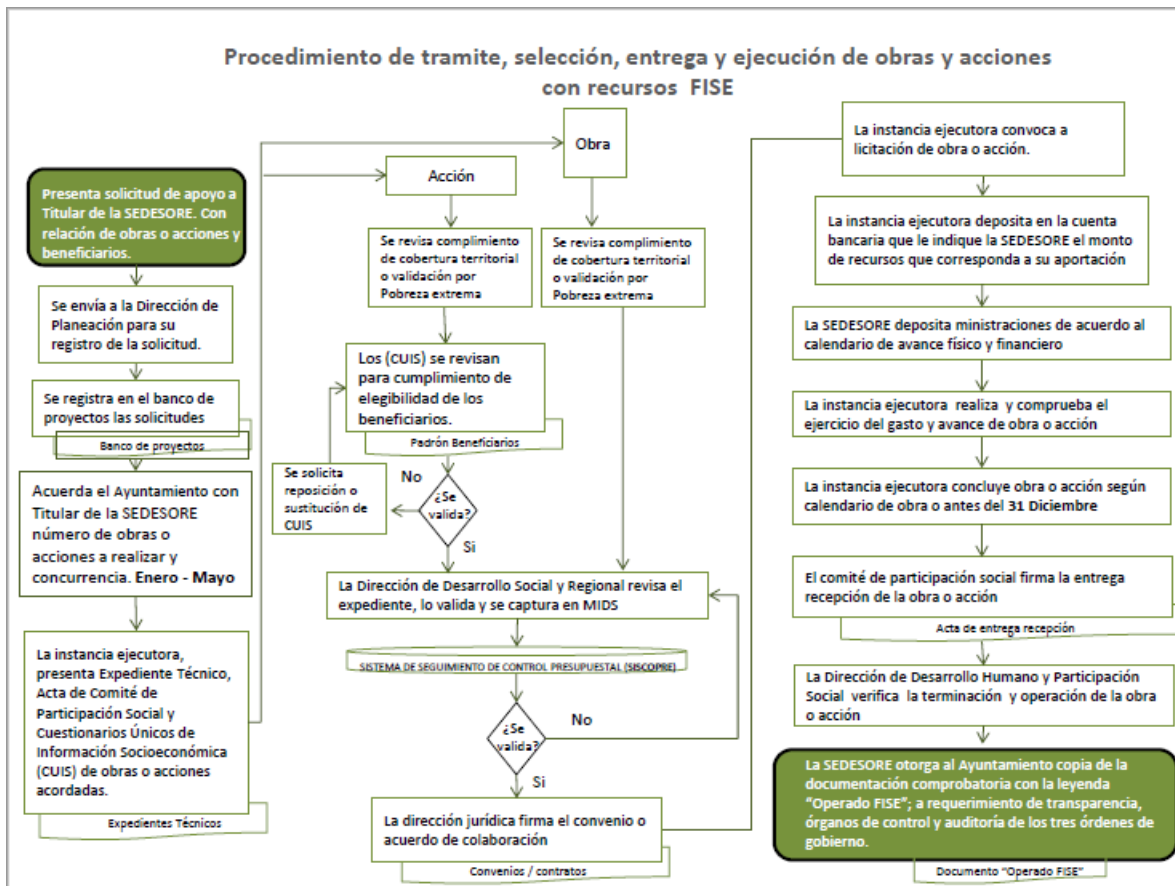 Procedimiento de tramite, selección, entrega y ejecución de obras y acciones
con recursos FISE
Presenta solicitud de apoyo a
Titular de la SEDESORE. Con
relación de obras o acciones y
beneficiarios.
Se envía a la Dirección de
Planeación para su
registro de la solicitud.
Se registra en el banco de
proyectos las solicitudes
Banco de proyectos
Acuerda el Ayuntamiento con
Titular de la SEDESORE
número de obras o
acciones a realizar y
concurrencia. Enero - Mayo
La instancia ejecutora,
presenta Expediente Técnico,
Acta de Comité de
Participación Social y
Cuestionarios Únicos de
Información Socioeconómica
(CUIS) de obras o acciones
acordadas.
Expedientes Técnicos
Acción
Obra
Se revisa complimiento
de cobertura territorial
o validación por
Pobreza extrema
Se revisa complimiento
de cobertura territorial
o validación por
Pobreza extrema
Los (CUIS) se revisan
para cumplimiento de
elegibilidad de los
beneficiarios.
Padrón Beneficiarios
Se solicita
reposición o
sustitución de
CUIS
No
¿Se
valida?
Si
La Dirección de Desarrollo Social y Regional revisa el
expediente, lo valida y se captura en MIDS
SISTEMA DE SEGUIMIENTO DE CONTROL PRESUPUESTAL (SISCOPRE)
¿Se
valida?
No
Si
La dirección jurídica firma el convenio o
acuerdo de colaboración
Convenios / contratos
La instancia ejecutora convoca a
licitación de obra o acción.
La instancia ejecutora deposita en la cuenta
bancaria que le indique la SEDESORE el monto
de recursos que corresponda a su aportación
La SEDESORE deposita ministraciones de acuerdo al
calendario de avance físico y financiero
La instancia ejecutora realiza y comprueba el
ejercicio del gasto y avance de obra o acción
La instancia ejecutora concluye obra o acción según
calendario de obra o antes del 31 Diciembre
El comité de participación social firma la entrega
recepción de la obra o acción
Acta de entrega recepción
La Dirección de Desarrollo Humano y Participación
Social verifica la terminación y operación de la obra
o acción
La SEDESORE otorga al Ayuntamiento copia de la
documentación comprobatoria con la leyenda
“Operado FISE”; a requerimiento de transparencia,
órganos de control y auditoría de los tres órdenes de
gobierno.
Documento “Operado FISE”